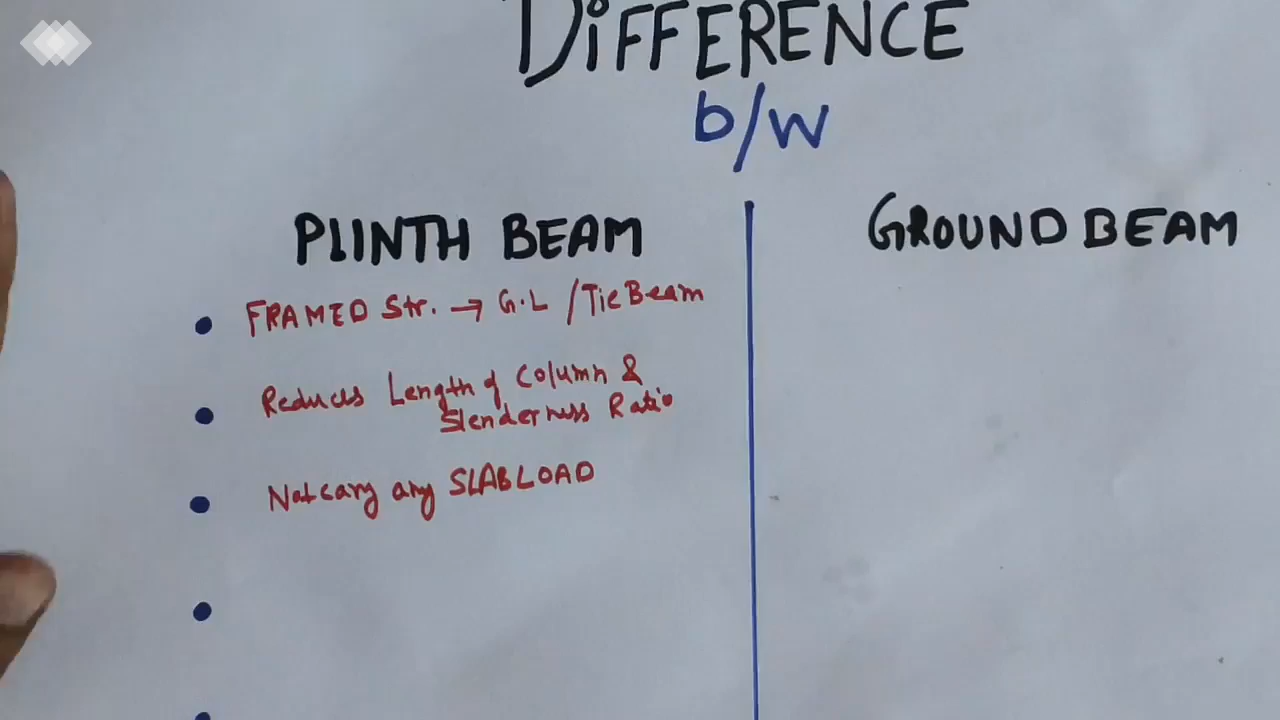 DiFFERENCE
b/w
PLINTH BEAM
GROUND BEAM
FRAMED Str. → G.L / Tie Beam
Reduces Length of Column &
Slenderness Ratio
Not cary any SLAB LOAD